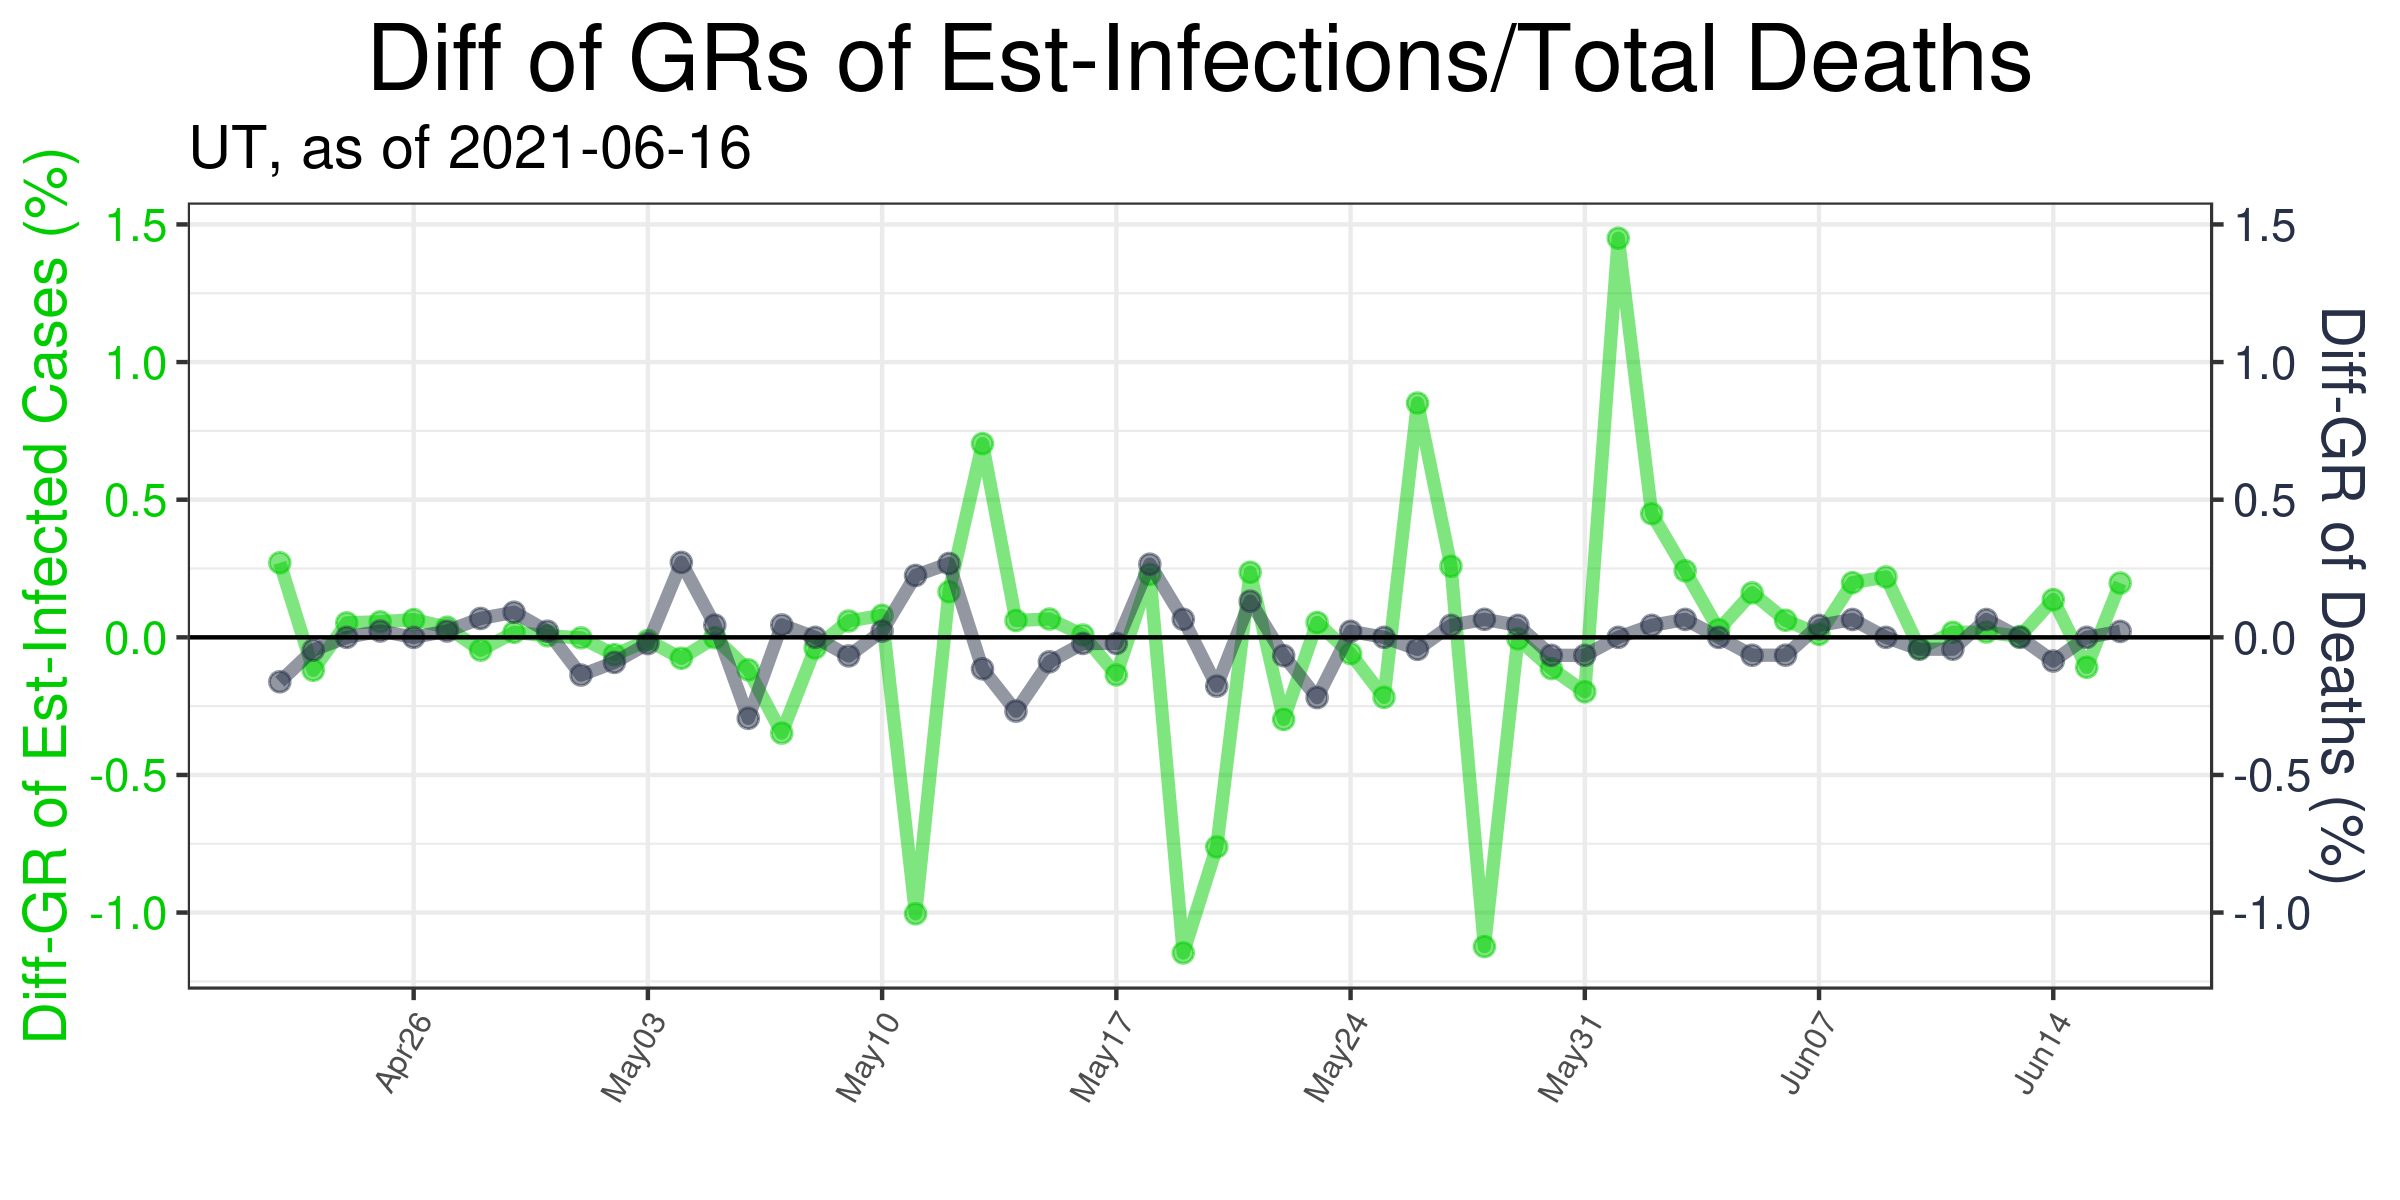 Diff of GRs of Est-Infections/Total Deaths
UT, as of 2021-06-16
Diff-GR of Est-Infected Cases (%)
1.5
1.0
0.5
0.0
-0.5
-1.0
1.5
1.0
0.5
0.0
-0.5
-1.0
Diff-GR of Deaths (%)
Apr26
May03
May10
May17
May24
May31
Jun07
Jun14